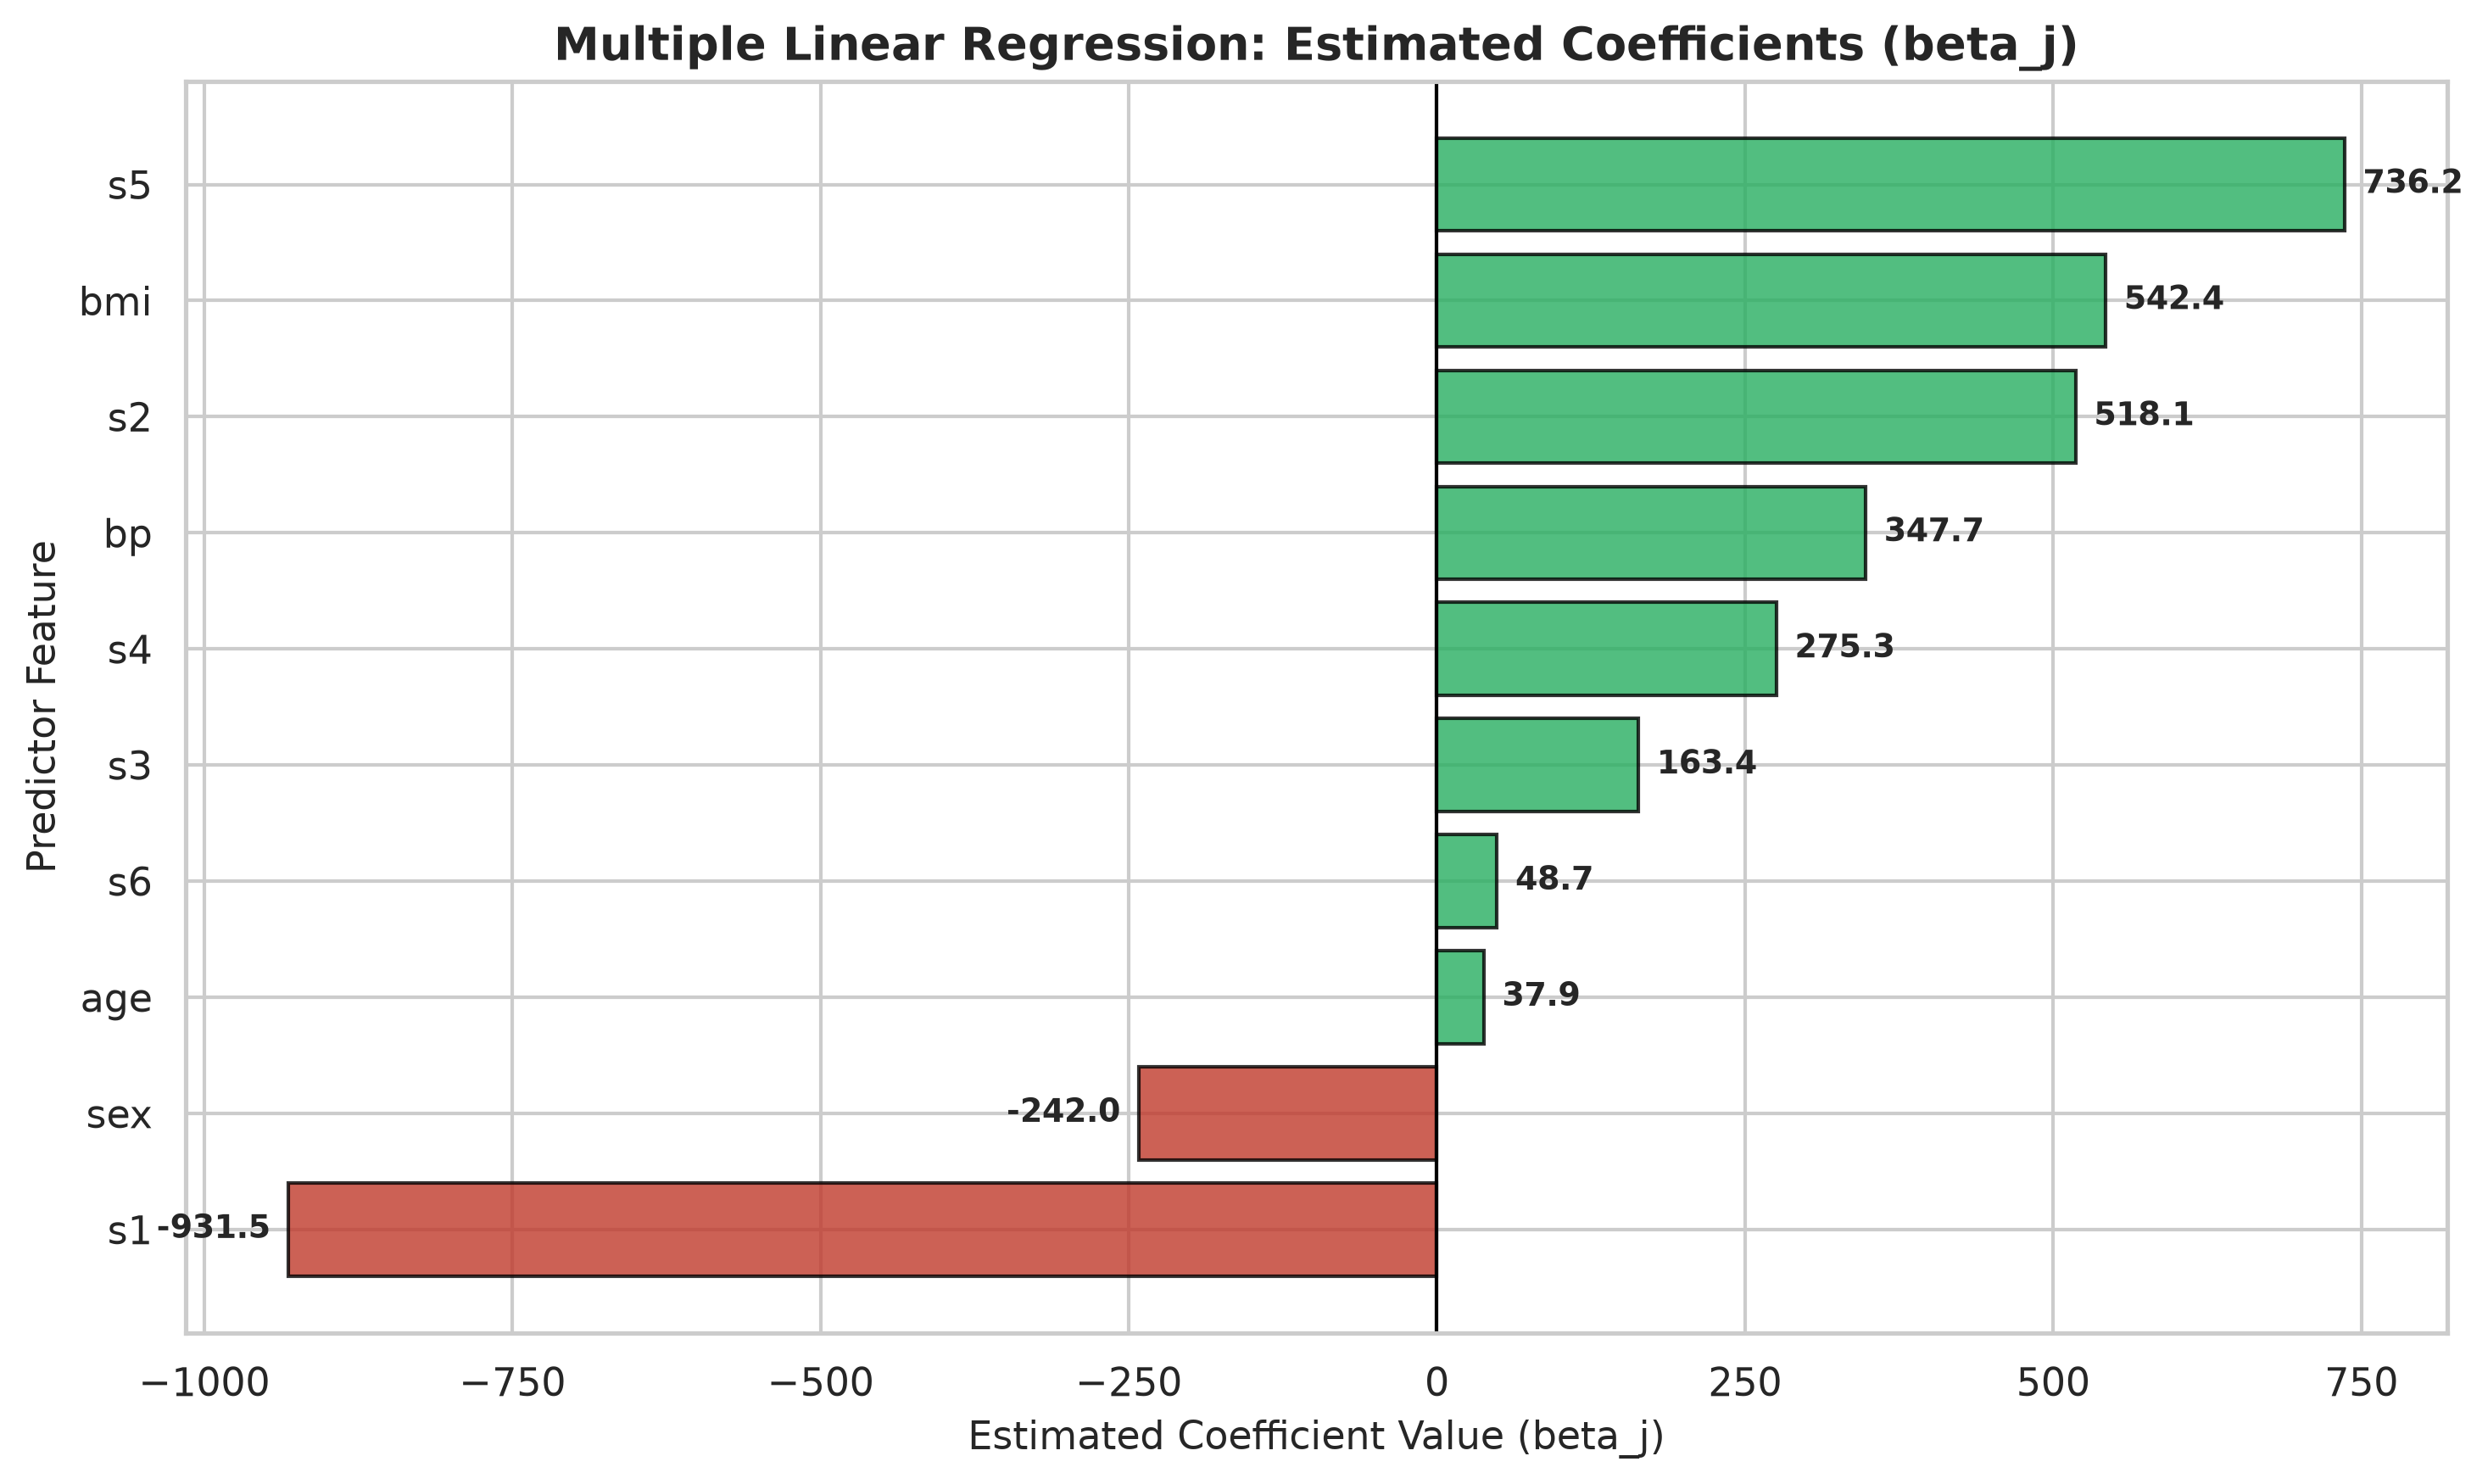 Multiple Linear Regression: Estimated Coefficients (beta_j)
Predictor Feature
s5 736.2
bmi 542.4
s2 518.1
bp 347.7
s4 275.3
s3 163.4
s6 48.7
age 37.9
sex -242.0
s1 -931.5
−1000 −750 −500 −250 0 250 500 750
Estimated Coefficient Value (beta_j)